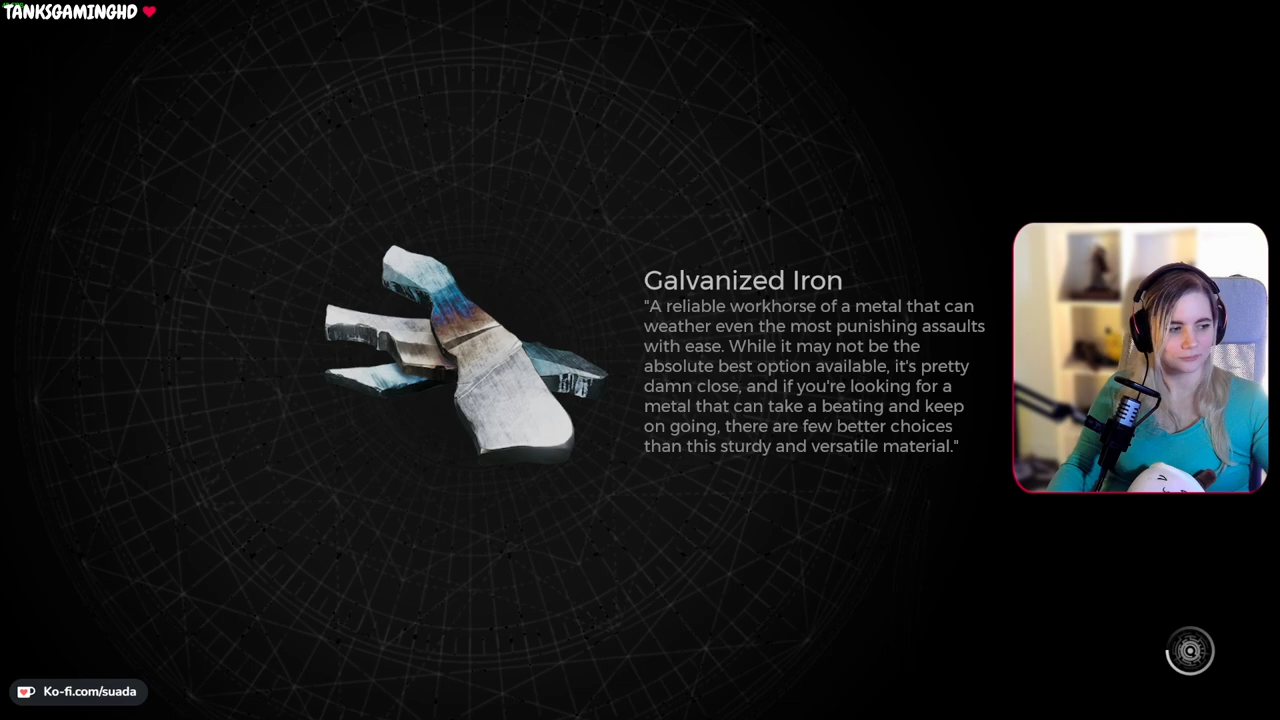 TANKSGAMINGHD
Galvanized Iron
"A reliable workhorse of a metal that can
weather even the most punishing assaults
with ease. While it may not be the
absolute best option available, it's pretty
damn close, and if you're looking for a
metal that can take a beating and keep
on going, there are few better choices
than this sturdy and versatile material."
Ko-fi.com/suada